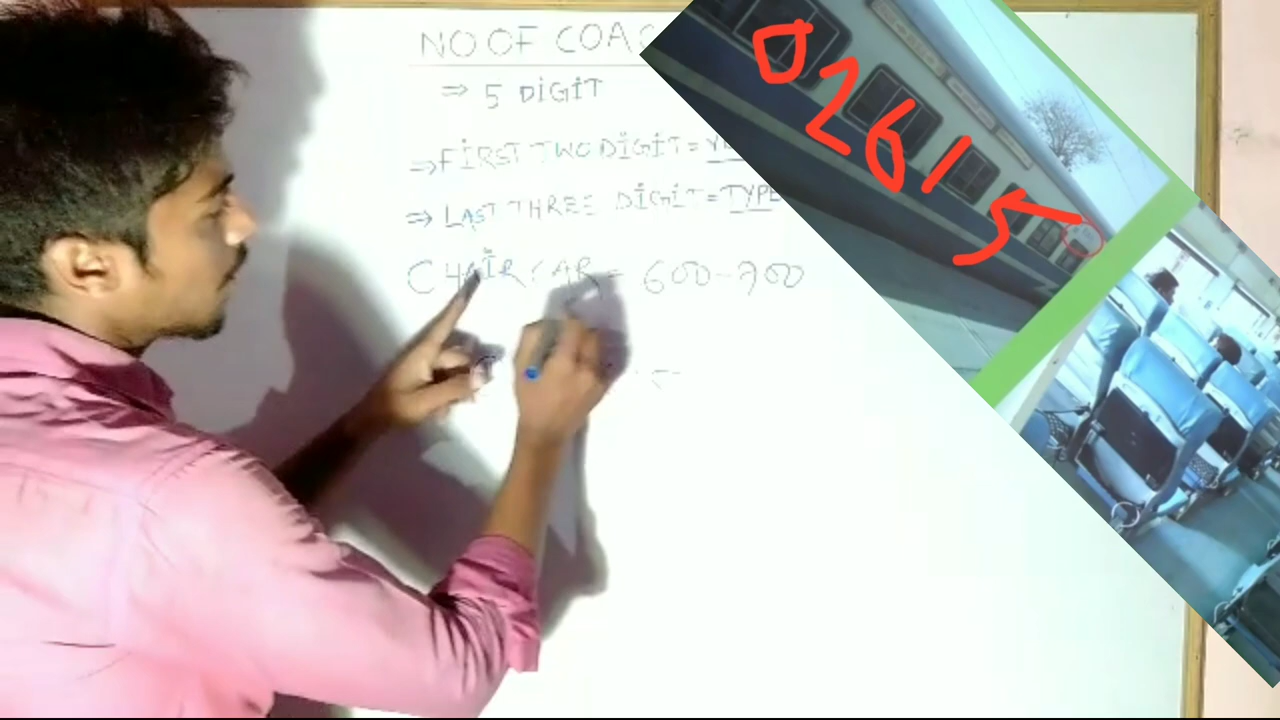 NO OF COAC
⇒ 5 DIGIT
⇒ FIRST TWO DIGIT =
⇒ LAST THREE DIGIT = TYPE
CHAIR CAR = 600-700
02615